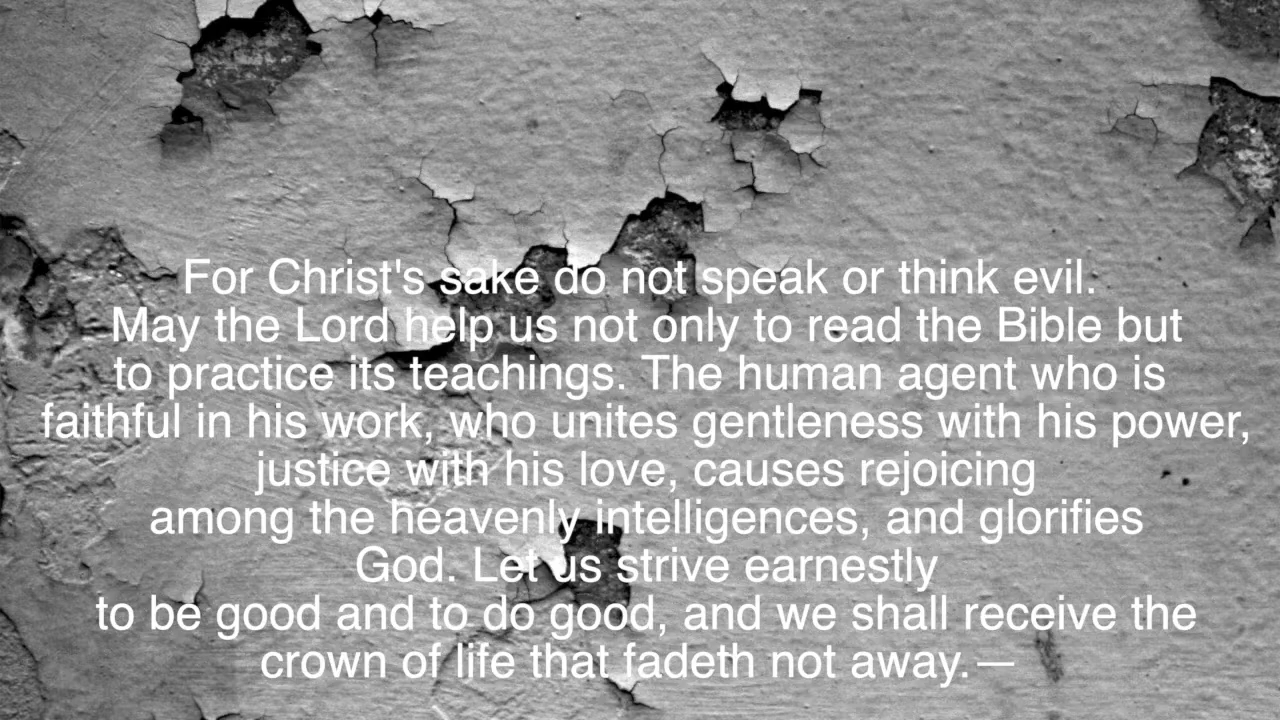 For Christ's sake do not speak or think evil.
May the Lord help us not only to read the Bible but
to practice its teachings. The human agent who is
faithful in his work, who unites gentleness with his power,
justice with his love, causes rejoicing
among the heavenly intelligences, and glorifies
God. Let us strive earnestly
to be good and to do good, and we shall receive the
crown of life that fadeth not away.—